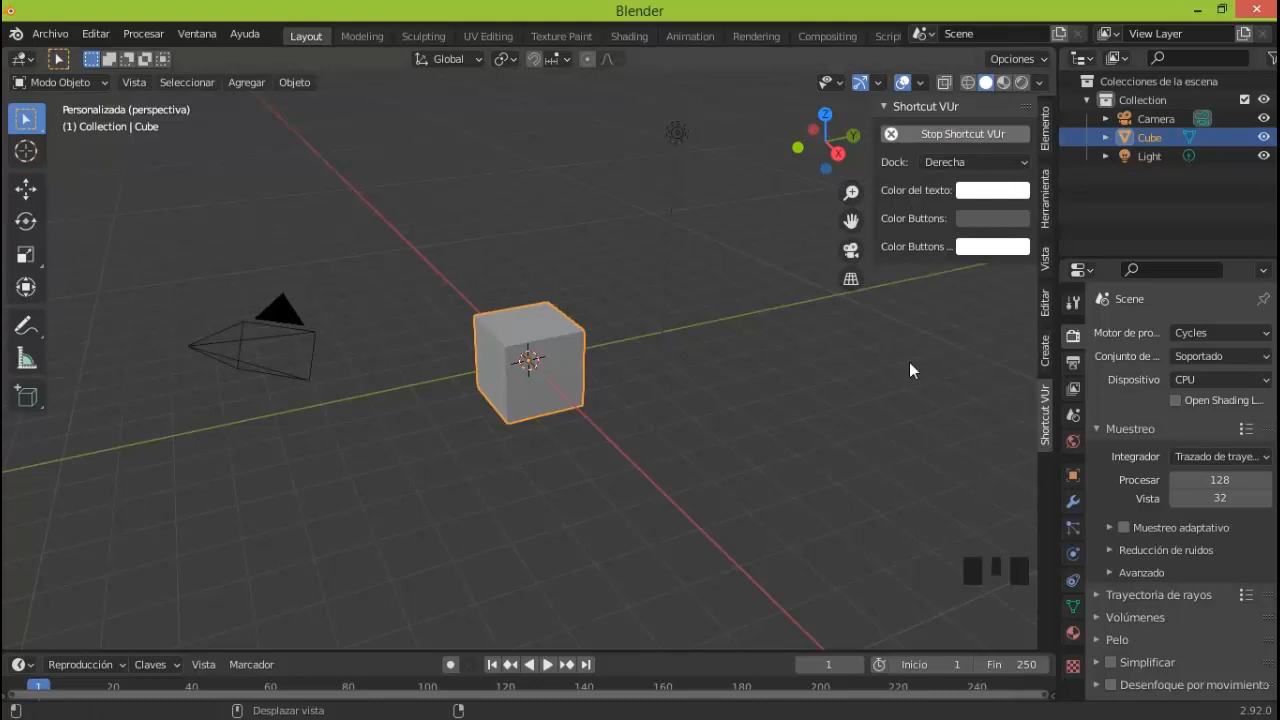 Blender
Archivo Editar Procesar Ventana Ayuda
Layout Modeling Sculpting UV Editing Texture Paint Shading Animation Rendering Compositing Script
Scene
View Layer
Global
Opciones
Modo Objeto Vista Seleccionar Agregar Objeto
Personalizada (perspectiva)
(1) Collection | Cube
Z
Y
X
Shortcut VUr
Stop Shortcut VUr
Dock: Derecha
Color del texto:
Color Buttons:
Color Buttons ...
Elemento
Herramienta
Vista
Editar
Create
Shortcut VUr
Colecciones de la escena
Collection
Camera
Cube
Light
Scene
Motor de pro... Cycles
Conjunto de ... Soportado
Dispositivo CPU
Open Shading L...
Muestreo
Integrador Trazado de traye...
Procesar 128
Vista 32
Muestreo adaptativo
Reducción de ruidos
Avanzado
Trayectoria de rayos
Volúmenes
Pelo
Simplificar
Desenfoque por movimiento
Reproducción Claves Vista Marcador
1 Inicio 1 Fin 250
1 20 40 60 80 100 120 140 160 180 200 220 240
Desplazar vista
2.92.0